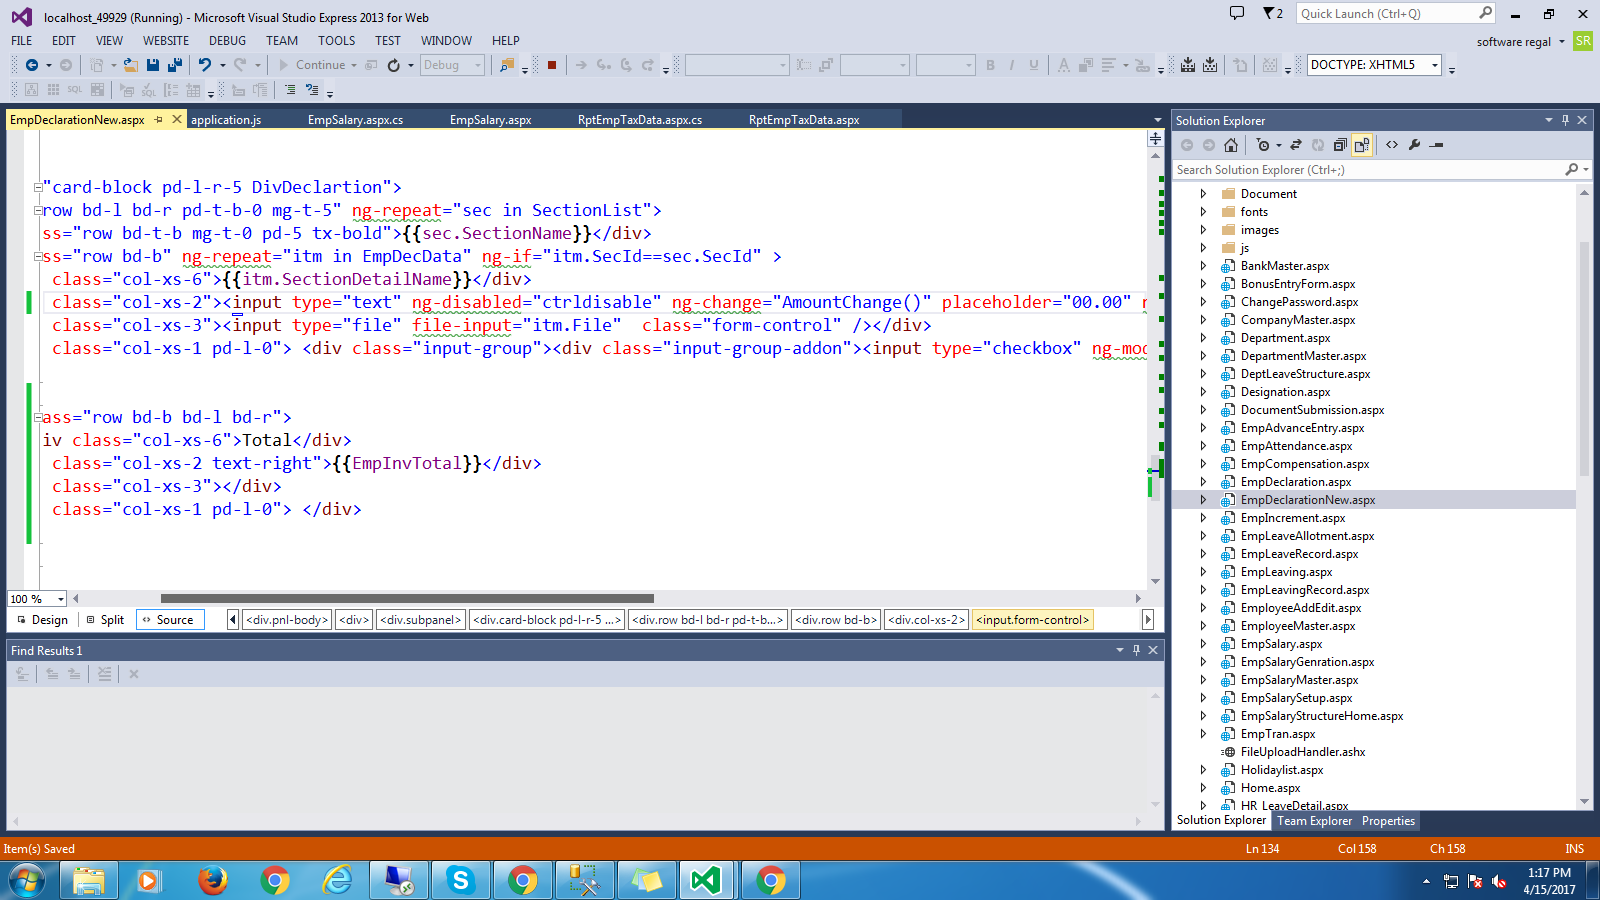 localhost_49929 (Running) - Microsoft Visual Studio Express 2013 for Web
2
Quick Launch (Ctrl+Q)
FILE EDIT VIEW WEBSITE DEBUG TEAM TOOLS TEST WINDOW HELP
software regal
SR
Continue
Debug
DOCTYPE: XHTML5
B I U A
SQL
EmpDeclarationNew.aspx
application.js
EmpSalary.aspx.cs
EmpSalary.aspx
RptEmpTaxData.aspx.cs
RptEmpTaxData.aspx
"card-block pd-l-r-5 DivDeclartion">
row bd-l bd-r pd-t-b-0 mg-t-5" ng-repeat="sec in SectionList">
ss="row bd-t-b mg-t-0 pd-5 tx-bold">{{sec.SectionName}}</div>
ss="row bd-b" ng-repeat="itm in EmpDecData" ng-if="itm.SecId==sec.SecId" >
class="col-xs-6">{{itm.SectionDetailName}}</div>
class="col-xs-2"><input type="text" ng-disabled="ctrldisable" ng-change="AmountChange()" placeholder="00.00"
class="col-xs-3"><input type="file" file-input="itm.File"  class="form-control" /></div>
class="col-xs-1 pd-l-0"> <div class="input-group"><div class="input-group-addon"><input type="checkbox" ng-mod
ass="row bd-b bd-l bd-r">
iv class="col-xs-6">Total</div>
class="col-xs-2 text-right">{{EmpInvTotal}}</div>
class="col-xs-3"></div>
class="col-xs-1 pd-l-0"> </div>
100 %
Design
Split
Source
<div.pnl-body> <div> <div.subpanel> <div.card-block pd-l-r-5 ...> <div.row bd-l bd-r pd-t-b...> <div.row bd-b> <div.col-xs-2> <input.form-control>
Find Results 1
Solution Explorer
Search Solution Explorer (Ctrl+;)
Document
fonts
images
js
BankMaster.aspx
BonusEntryForm.aspx
ChangePassword.aspx
CompanyMaster.aspx
Department.aspx
DepartmentMaster.aspx
DeptLeaveStructure.aspx
Designation.aspx
DocumentSubmission.aspx
EmpAdvanceEntry.aspx
EmpAttendance.aspx
EmpCompensation.aspx
EmpDeclaration.aspx
EmpDeclarationNew.aspx
EmpIncrement.aspx
EmpLeaveAllotment.aspx
EmpLeaveRecord.aspx
EmpLeaving.aspx
EmpLeavingRecord.aspx
EmployeeAddEdit.aspx
EmployeeMaster.aspx
EmpSalary.aspx
EmpSalaryGenration.aspx
EmpSalaryMaster.aspx
EmpSalarySetup.aspx
EmpSalaryStructureHome.aspx
EmpTran.aspx
FileUploadHandler.ashx
Holidaylist.aspx
Home.aspx
HR_LeaveDetail.aspx
Solution Explorer Team Explorer Properties
Item(s) Saved
Ln 134
Col 158
Ch 158
INS
1:17 PM
4/15/2017